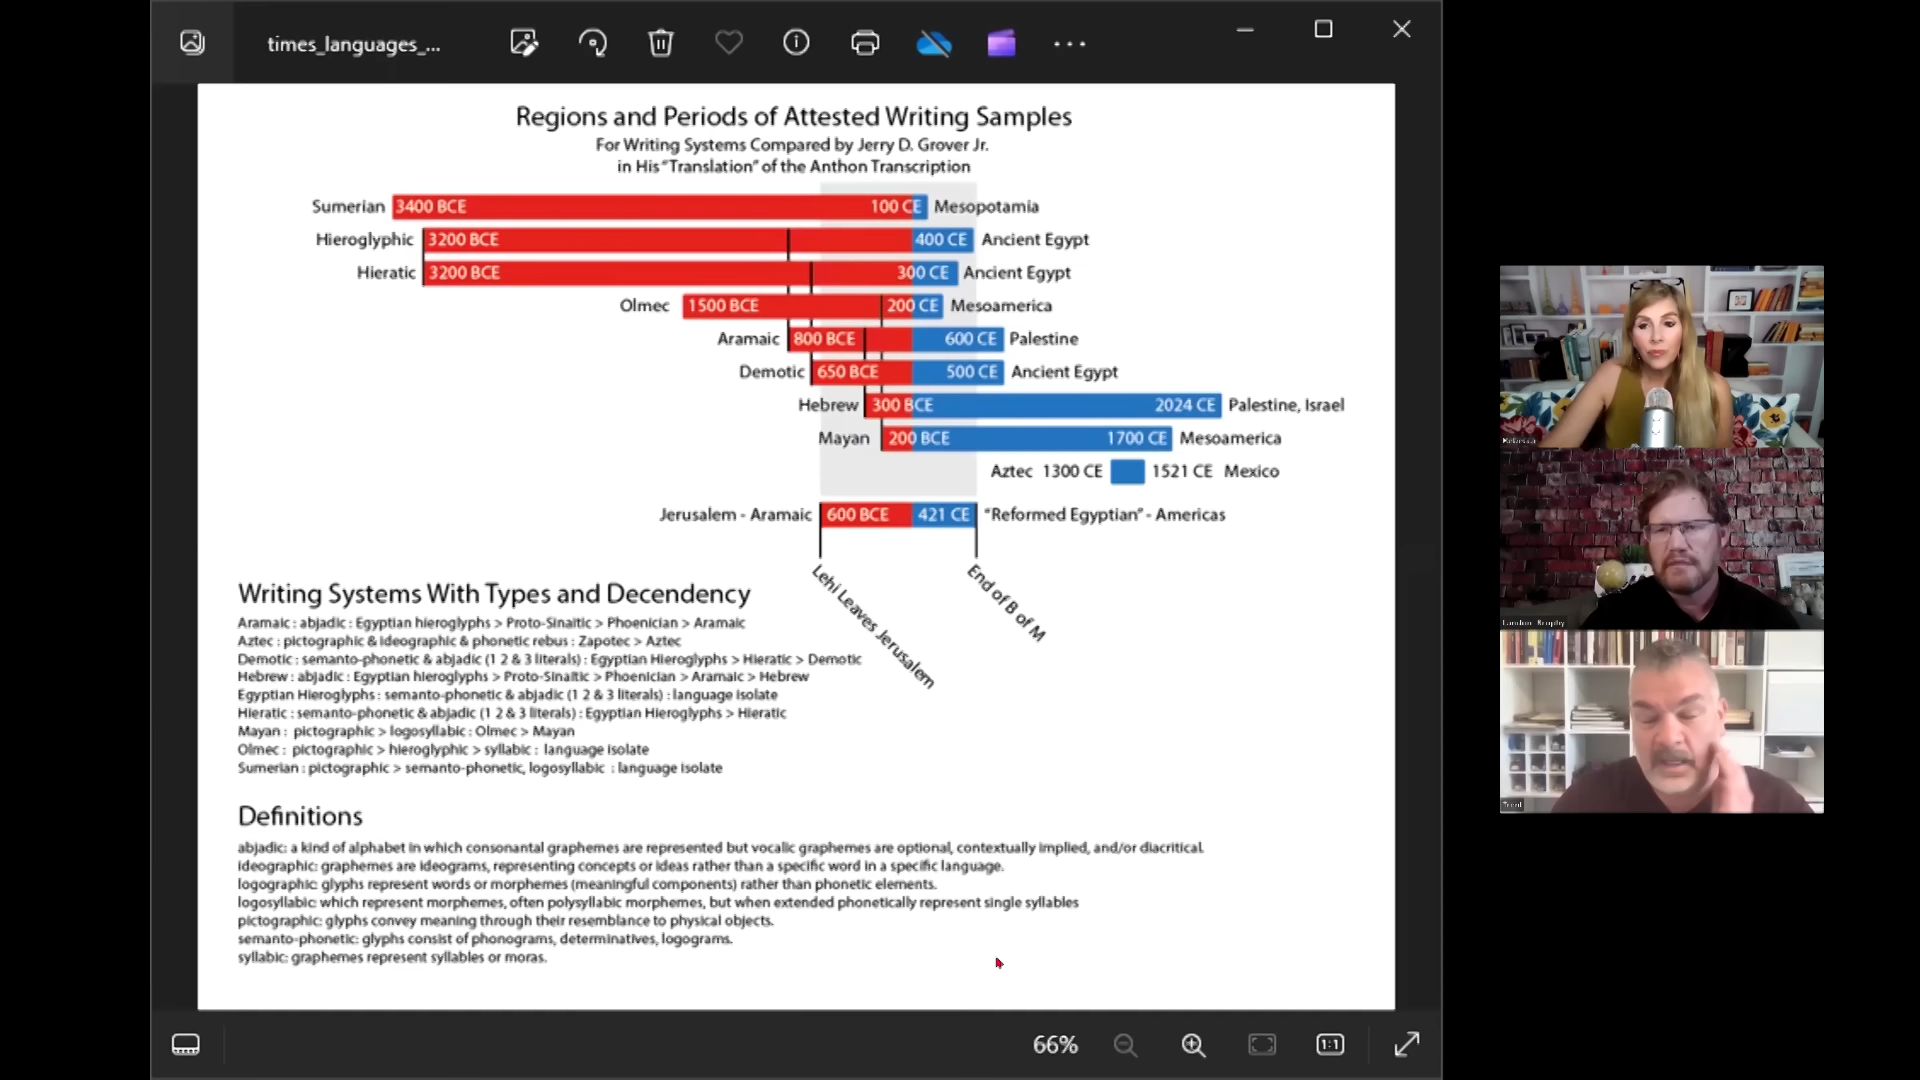 times_languages_...
Regions and Periods of Attested Writing Samples
For Writing Systems Compared by Jerry D. Grover Jr.
in His "Translation" of the Anthon Transcription
Sumerian 3400 BCE 100 CE Mesopotamia
Hieroglyphic 3200 BCE 400 CE Ancient Egypt
Hieratic 3200 BCE 300 CE Ancient Egypt
Olmec 1500 BCE 200 CE Mesoamerica
Aramaic 800 BCE 600 CE Palestine
Demotic 650 BCE 500 CE Ancient Egypt
Hebrew 300 BCE 2024 CE Palestine, Israel
Mayan 200 BCE 1700 CE Mesoamerica
Aztec 1300 CE 1521 CE Mexico
Jerusalem - Aramaic 600 BCE 421 CE "Reformed Egyptian" - Americas
Lehi Leaves Jerusalem
End of B of M
Writing Systems With Types and Decendency
Aramaic : abjadic : Egyptian hieroglyphs > Proto-Sinaitic > Phoenician > Aramaic
Aztec : pictographic & ideographic & phonetic rebus : Zapotec > Aztec
Demotic : semanto-phonetic & abjadic (1 2 & 3 literals) : Egyptian Hieroglyphs > Hieratic > Demotic
Hebrew : abjadic : Egyptian hieroglyphs > Proto-Sinaitic > Phoenician > Aramaic > Hebrew
Egyptian Hieroglyphs : semanto-phonetic & abjadic (1 2 & 3 literals) : language isolate
Hieratic : semanto-phonetic & abjadic (1 2 & 3 literals) : Egyptian Hieroglyphs > Hieratic
Mayan : pictographic > logosyllabic : Olmec > Mayan
Olmec : pictographic > hieroglyphic > syllabic : language isolate
Sumerian : pictographic > semanto-phonetic, logosyllabic : language isolate
Definitions
abjadic: a kind of alphabet in which consonantal graphemes are represented but vocalic graphemes are optional, contextually implied, and/or diacritical.
ideographic: graphemes are ideograms, representing concepts or ideas rather than a specific word in a specific language.
logographic: glyphs represent words or morphemes (meaningful components) rather than phonetic elements.
logosyllabic: which represent morphemes, often polysyllabic morphemes, but when extended phonetically represent single syllables
pictographic: glyphs convey meaning through their resemblance to physical objects.
semanto-phonetic: glyphs consist of phonograms, determinatives, logograms.
syllabic: graphemes represent syllables or moras.
66%
1:1
Landon Brophy
Trent